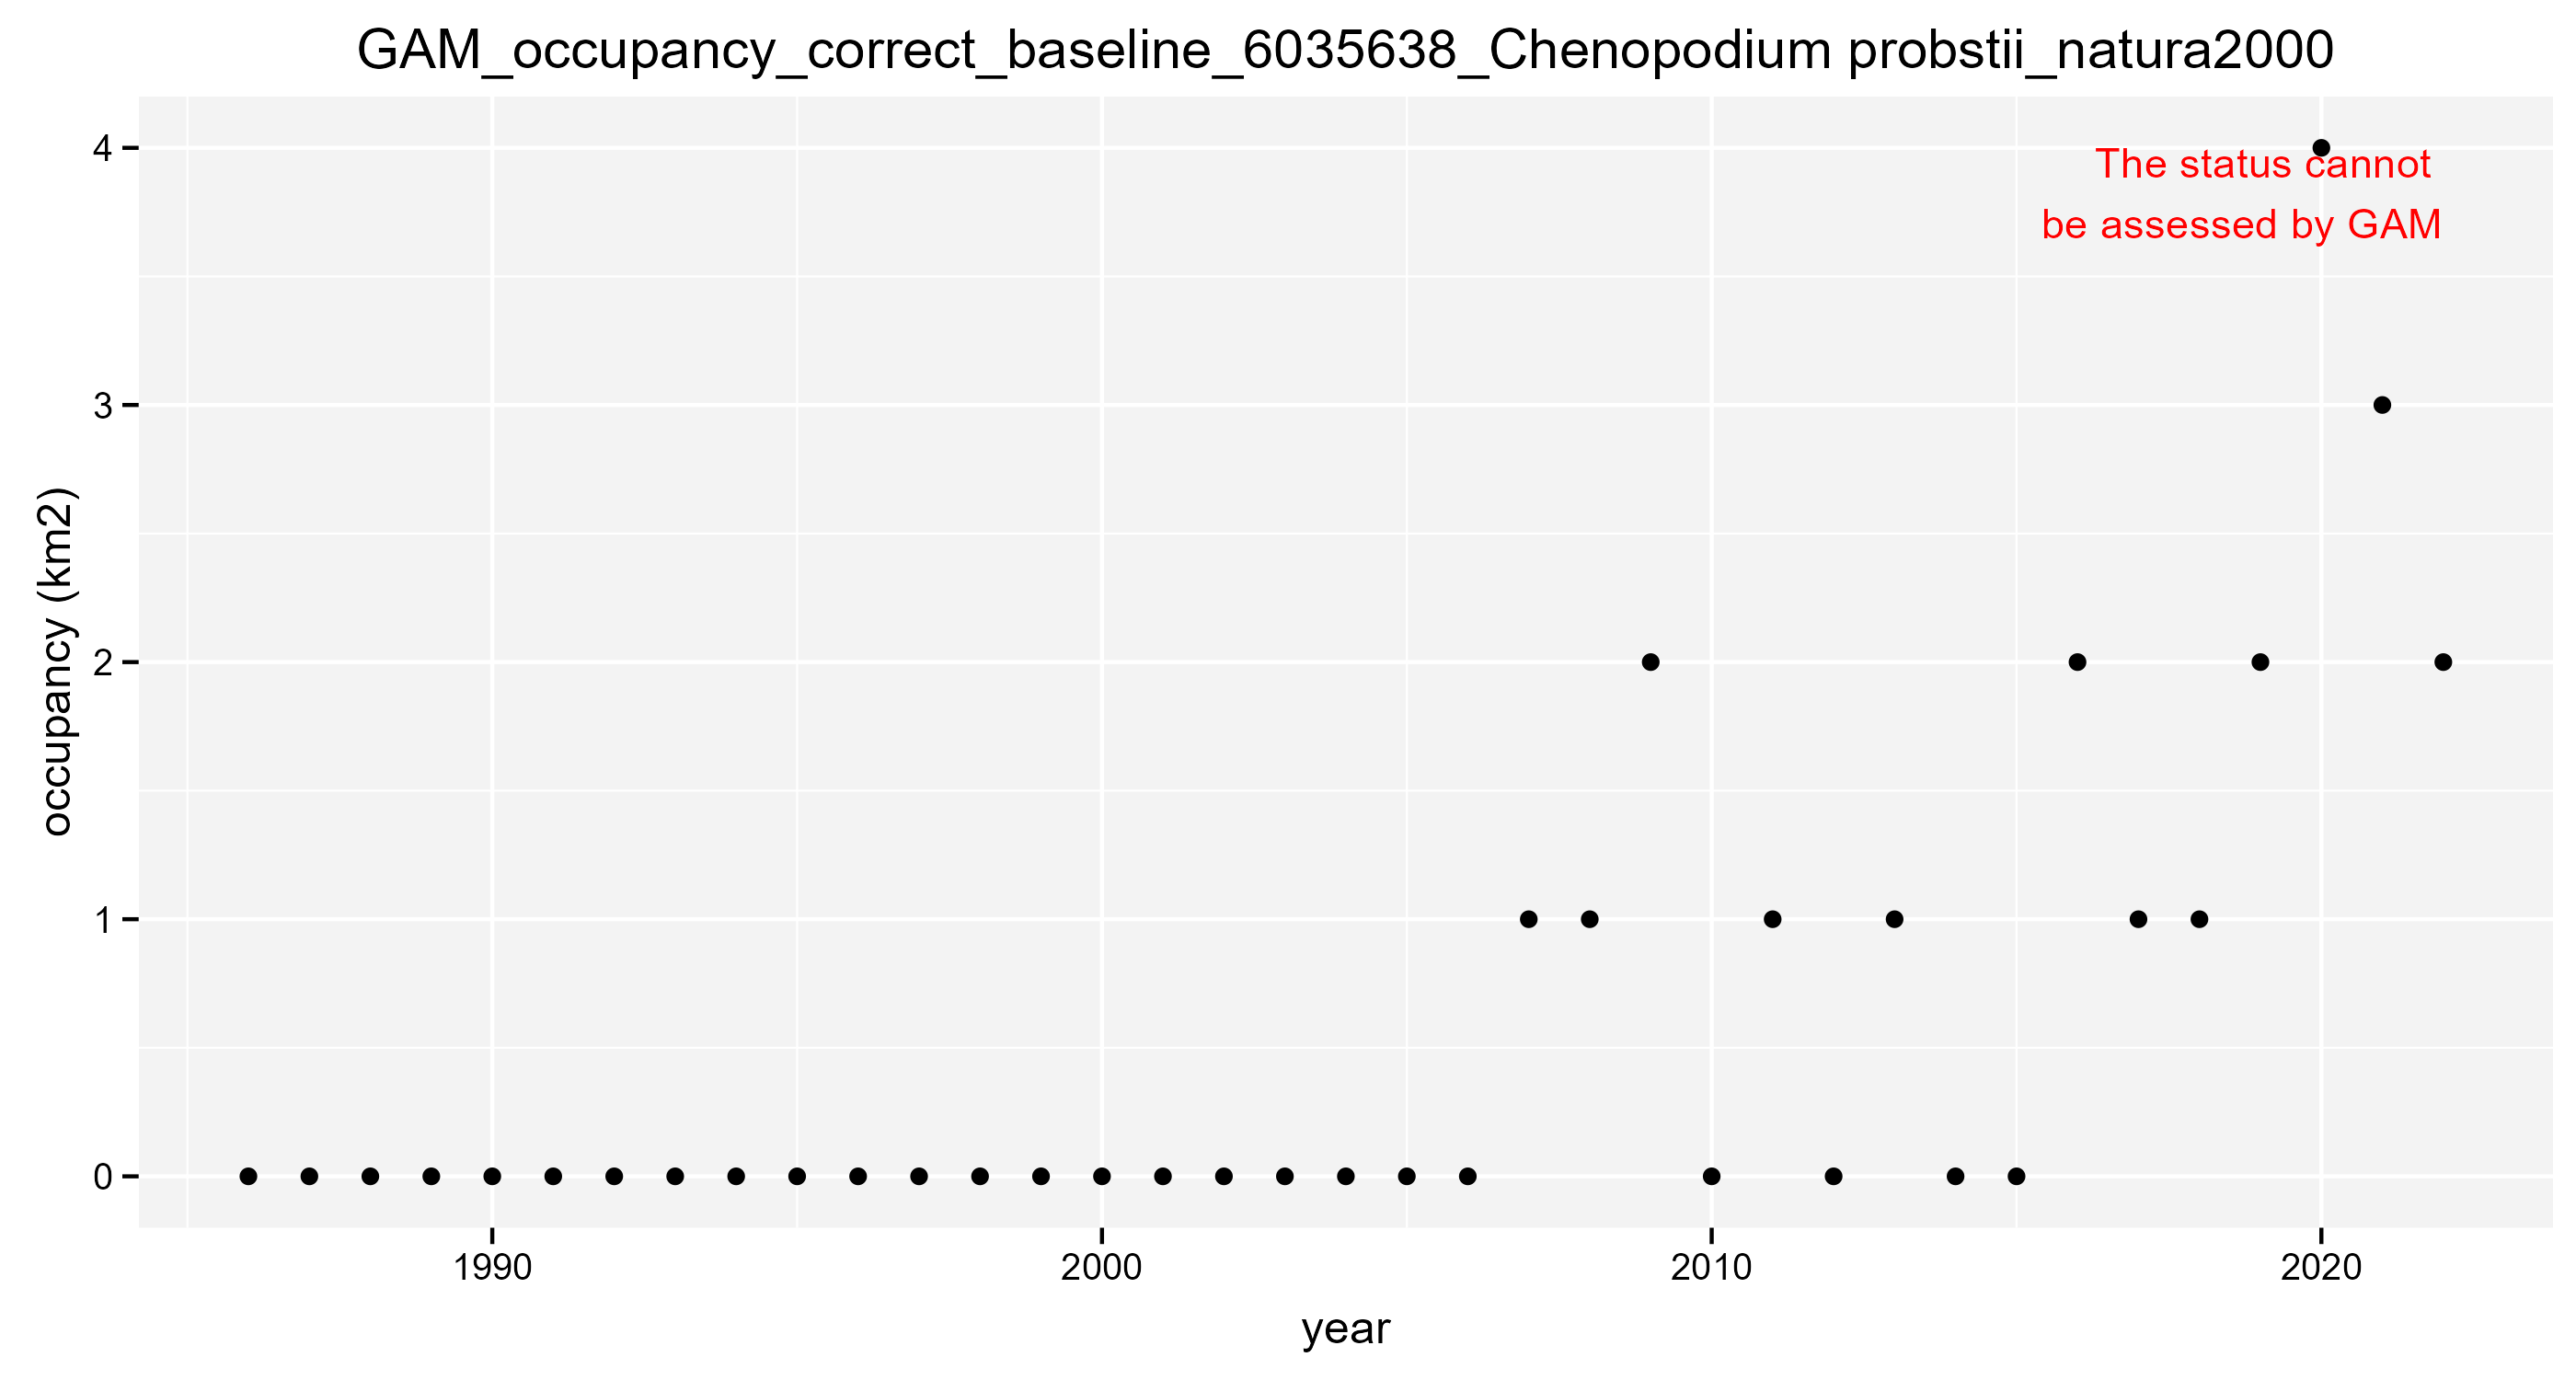 GAM_occupancy_correct_baseline_6035638_Chenopodium probstii_natura2000
4
The status cannot
be assessed by GAM
3
occupancy (km2)
2
1
0
1990
2000
2010
2020
year